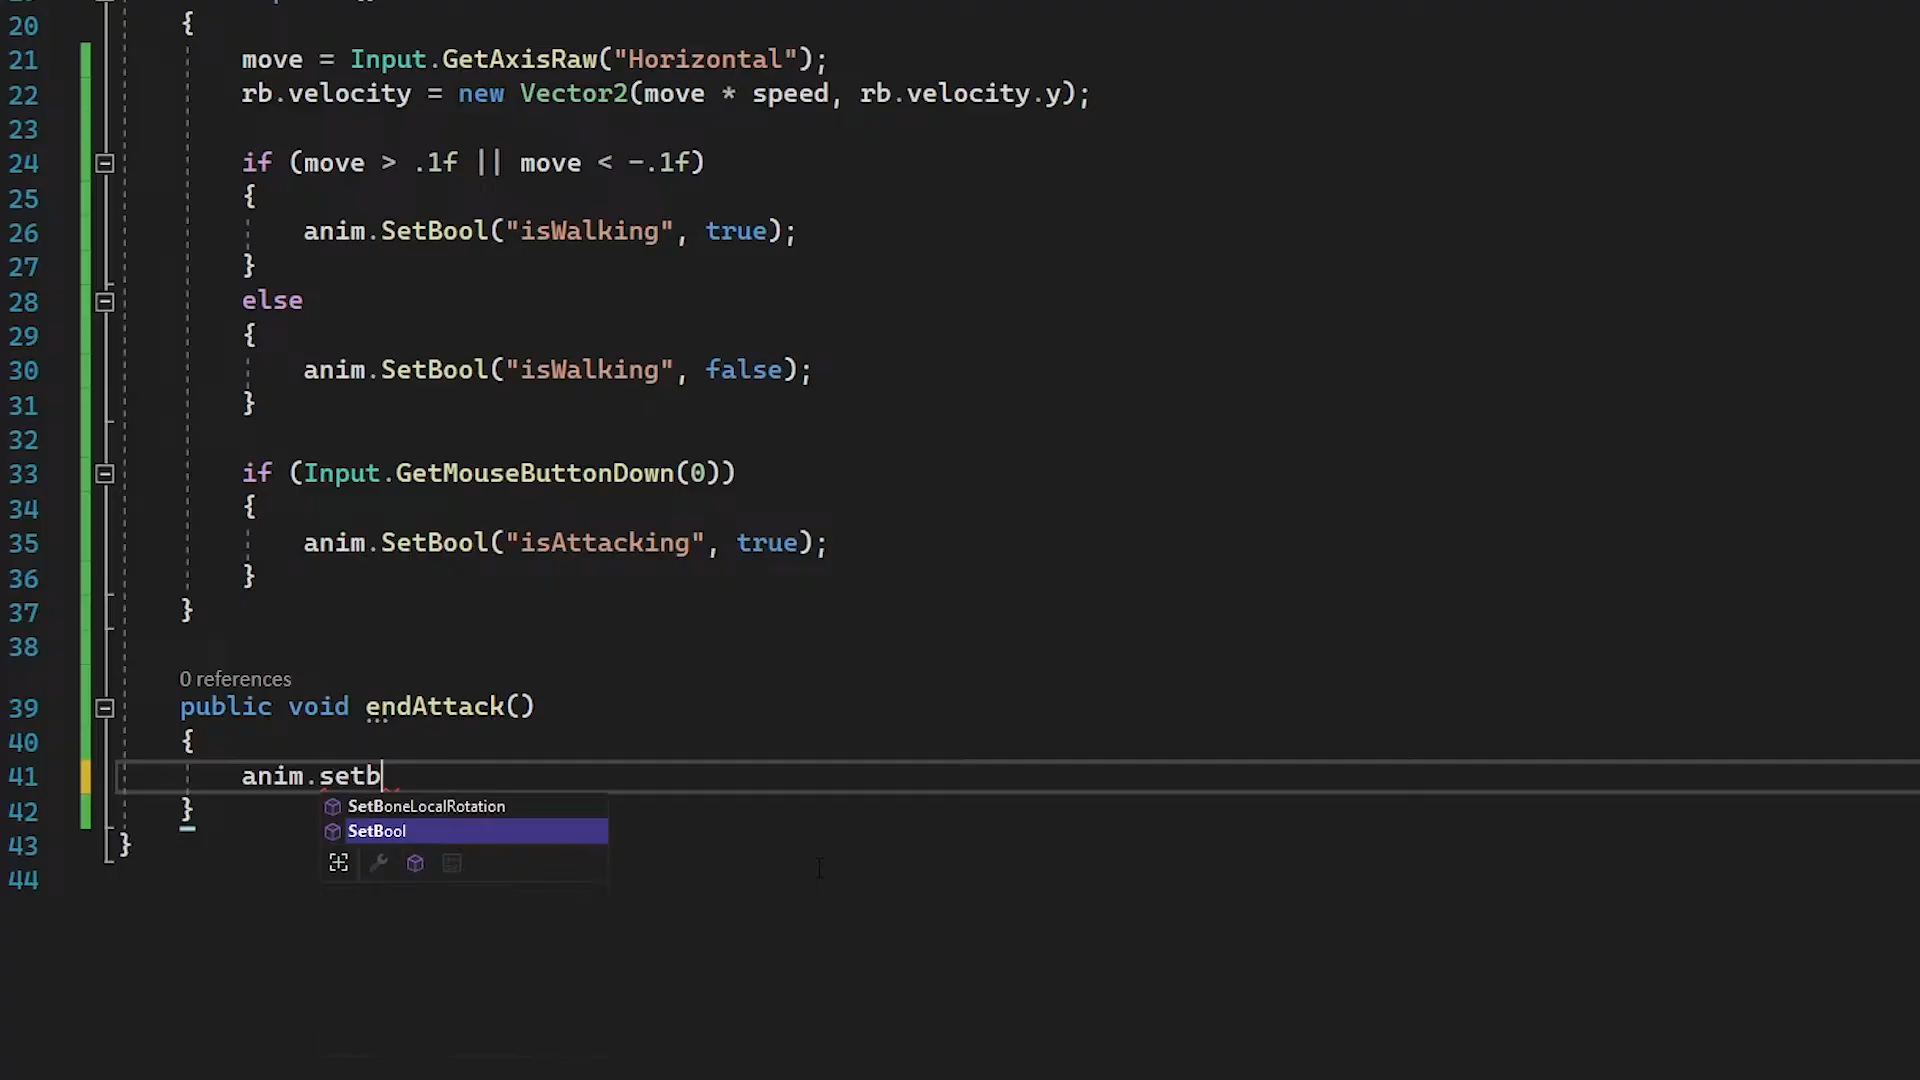 20 {
21 move = Input.GetAxisRaw("Horizontal");
22 rb.velocity = new Vector2(move * speed, rb.velocity.y);
23
24 if (move > .1f || move < -.1f)
25 {
26 anim.SetBool("isWalking", true);
27 }
28 else
29 {
30 anim.SetBool("isWalking", false);
31 }
32
33 if (Input.GetMouseButtonDown(0))
34 {
35 anim.SetBool("isAttacking", true);
36 }
37 }
38
0 references
39 public void endAttack()
40 {
41 anim.setb
SetBoneLocalRotation
SetBool
42 }
43 }
44